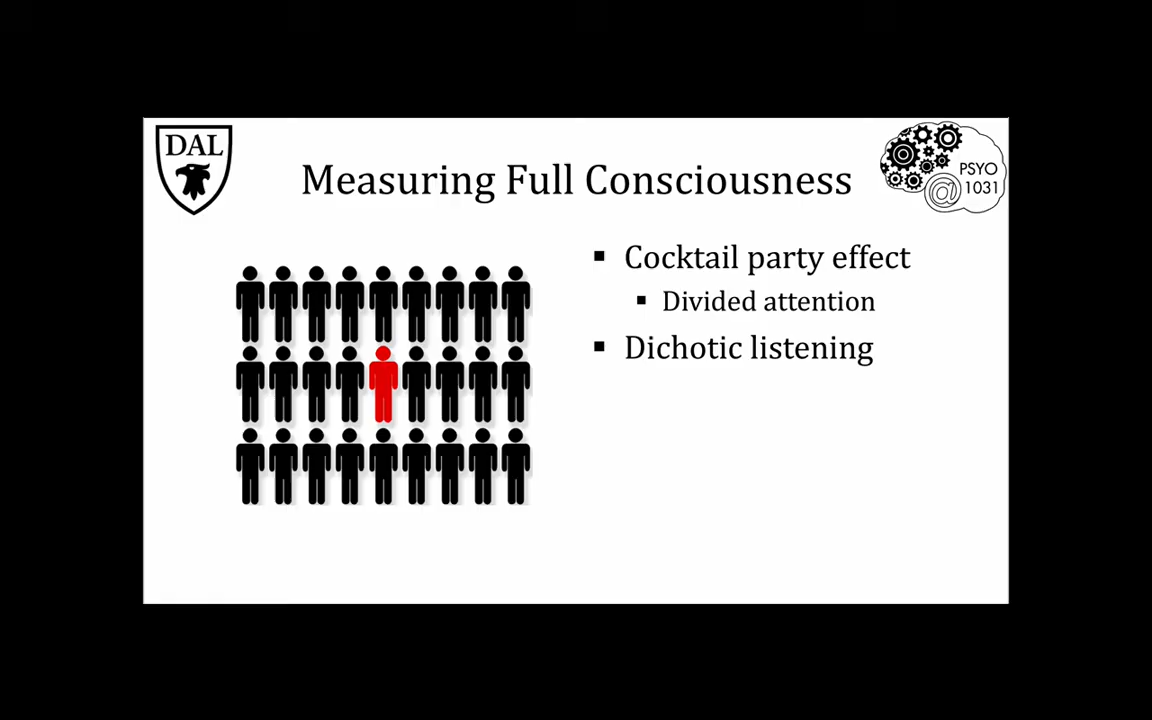 DAL
Measuring Full Consciousness
PSYO
@ 1031
▪ Cocktail party effect
▪ Divided attention
▪ Dichotic listening